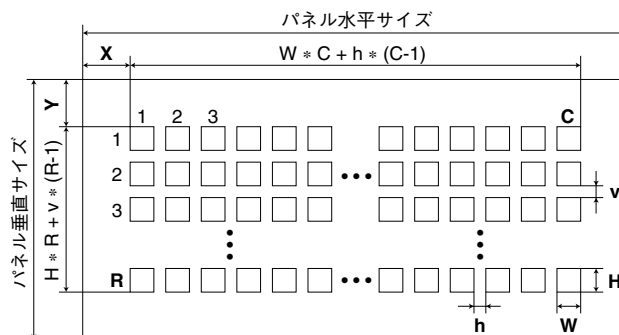 パネル水平サイズ
X
W * C + h * (C-1)
パネル垂直サイズ
Y
H * R + v * (R-1)
1 2 3 C
1
2
v
3
R
H
h W